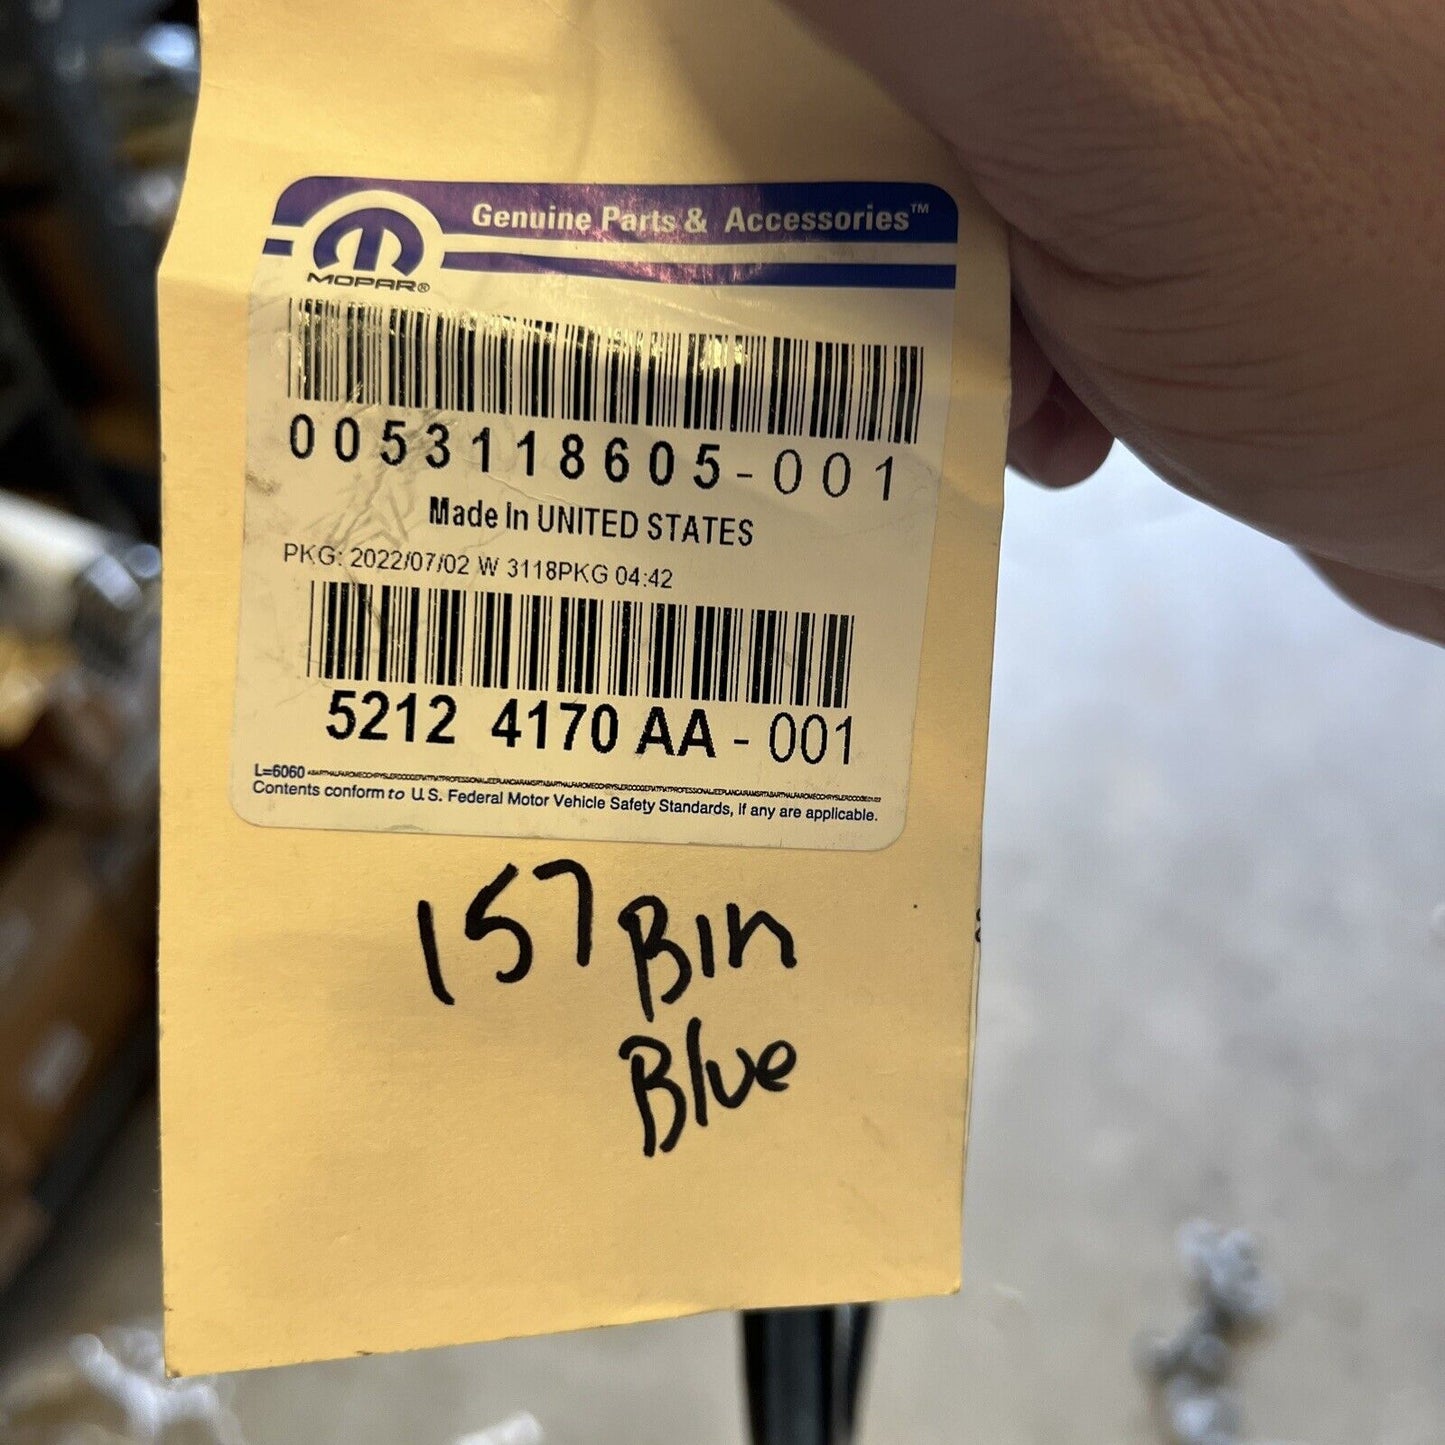 Genuine Parts & Accessories™
MOPAR®
0053118605-001
Made In UNITED STATES
PKG: 2022/07/02 W 3118PKG 04:42
5212 4170 AA - 001
L=6060
Contents conform to U.S. Federal Motor Vehicle Safety Standards, if any are applicable.
157 Bin
Blue